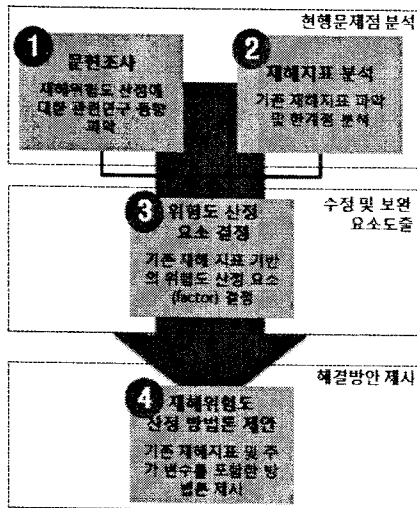 현행문제점 분석
1
문헌조사
재해위험도 산정에
대한 관련연구 동향
파악
2
재해지표 분석
기존 재해지표 파악
및 한계점 분석
수정 및 보완
요소도출
3
위험도 산정
요소 결정
기존 재해 지표 기반
의 위험도 산정 요소
(factor) 결정
해결방안 제시
4
재해위험도
산정 방법론 제안
기존 재해지표 및 추
가 변수를 포함한 방
법론 제시